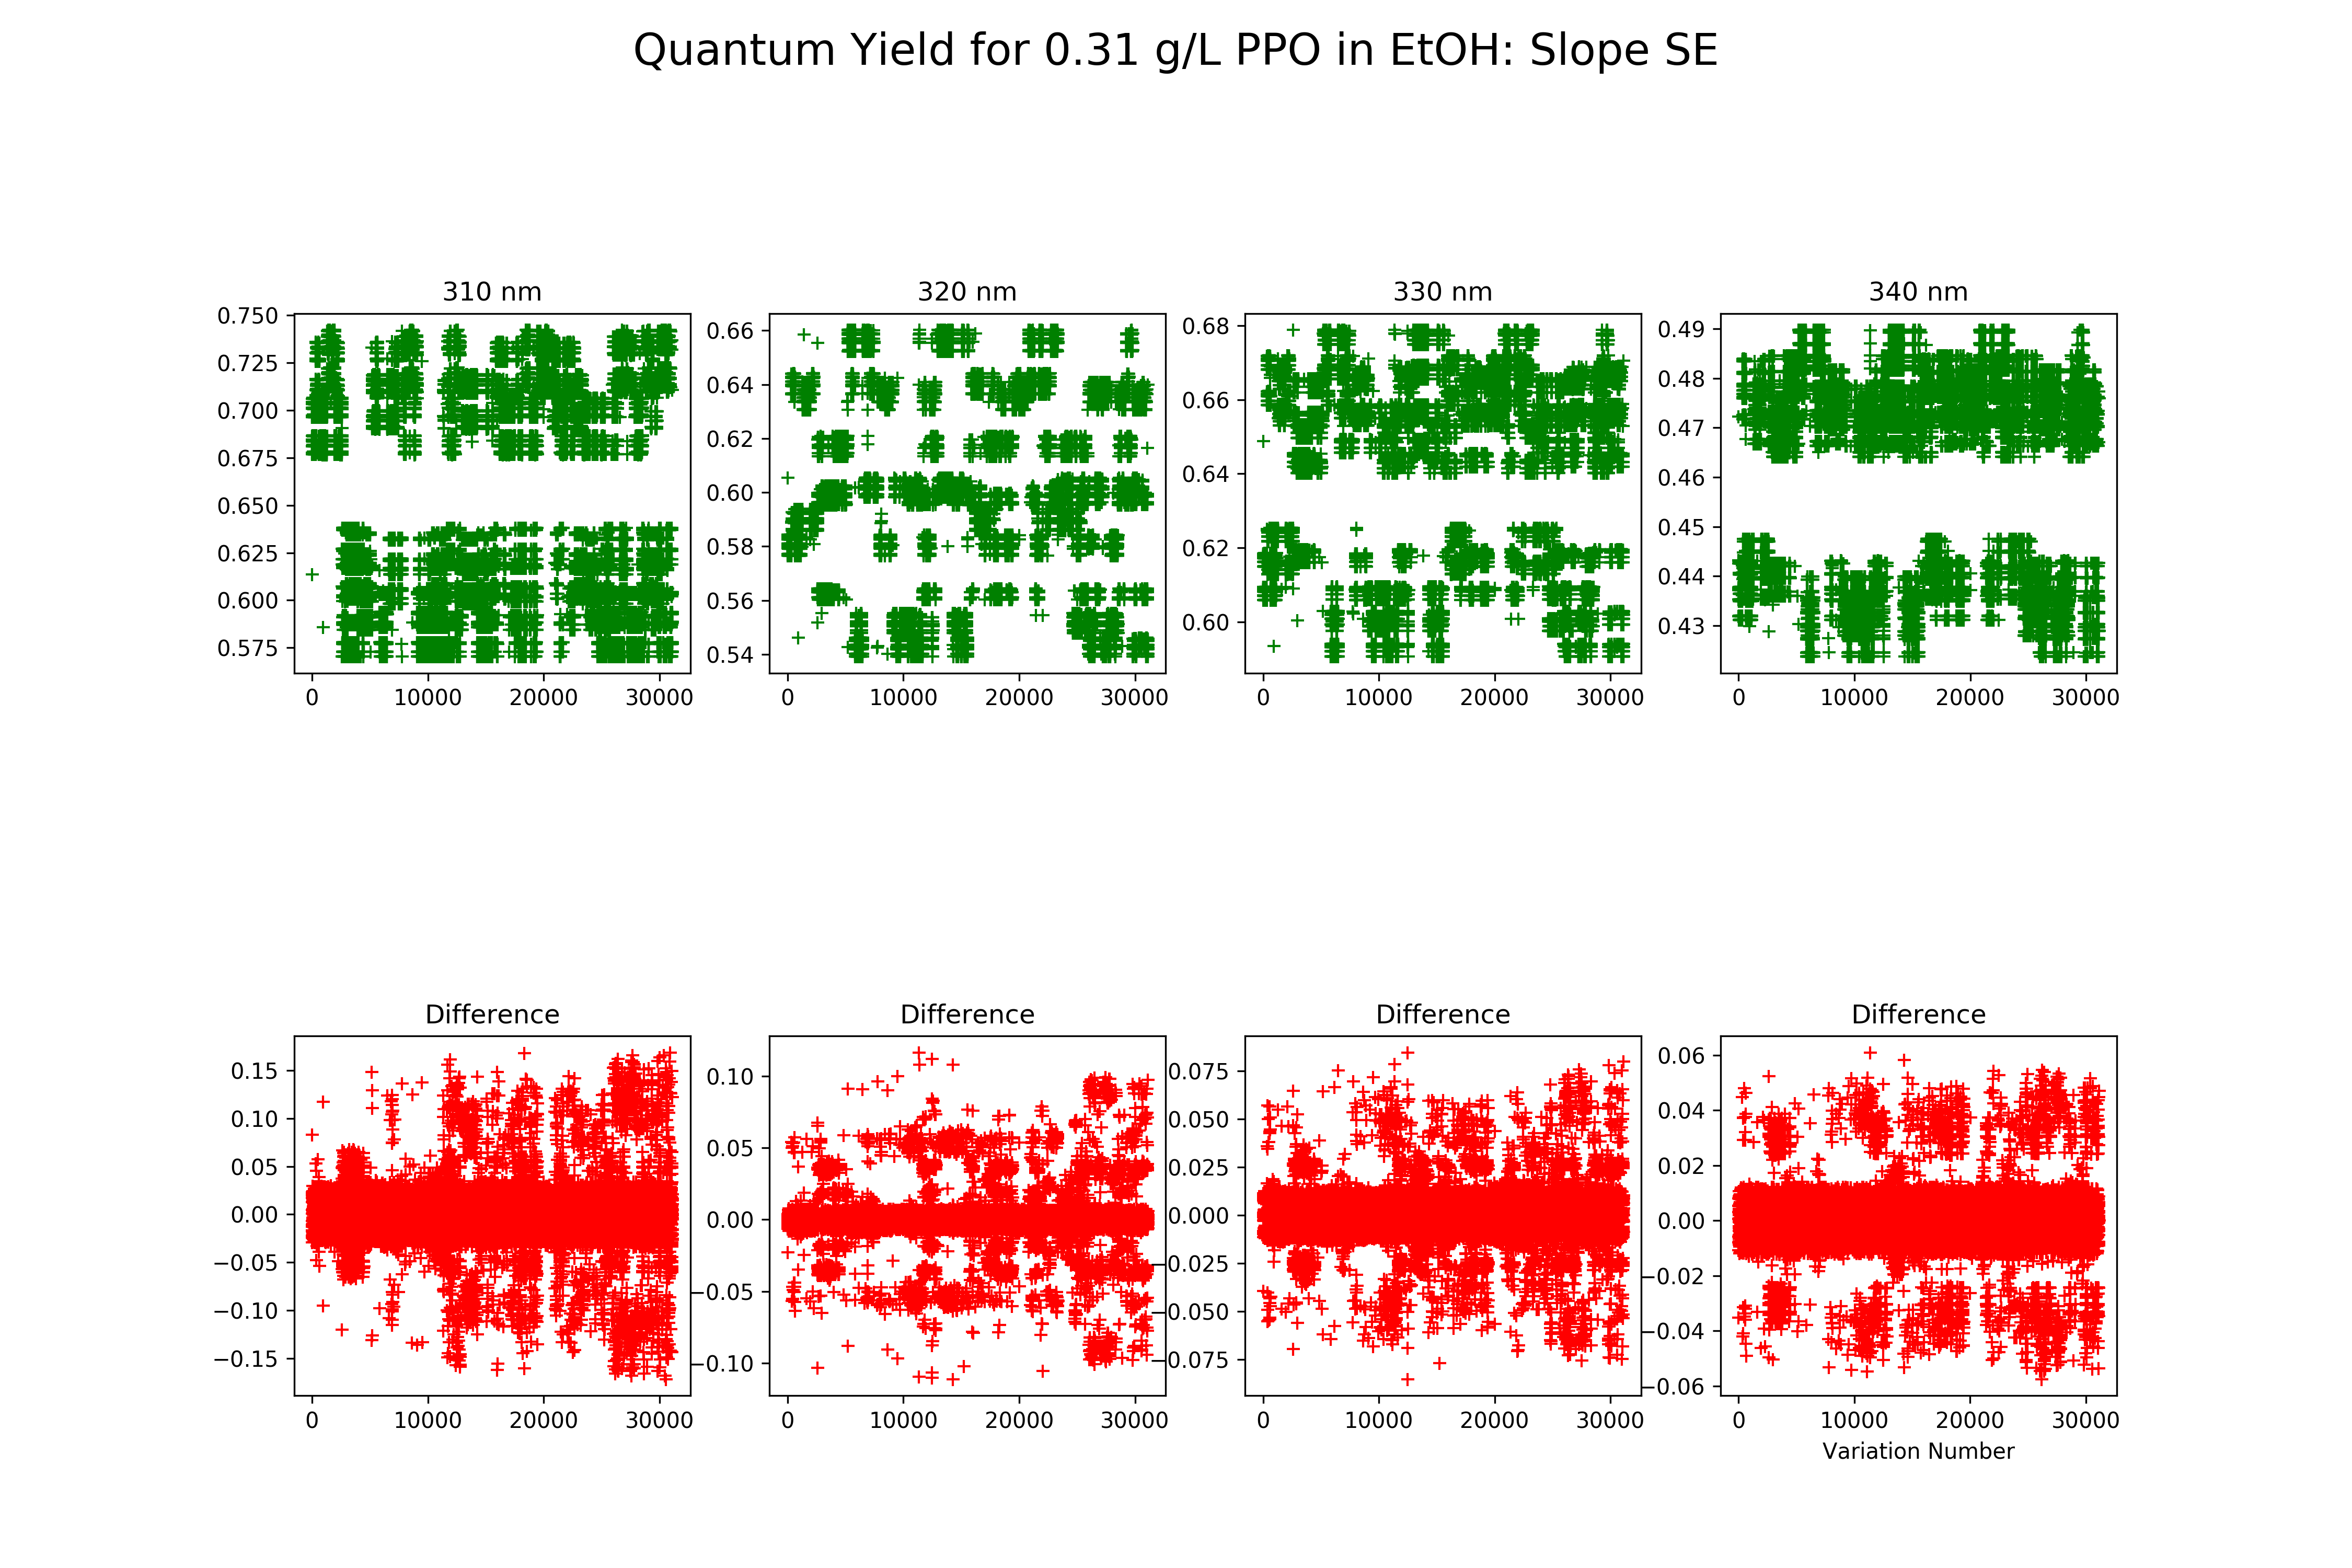 Quantum Yield for 0.31 g/L PPO in EtOH: Slope SE
310 nm
0.750
0.725
0.700
0.675
0.650
0.625
0.600
0.575
0 10000 20000 30000
320 nm
0.66
0.64
0.62
0.60
0.58
0.56
0.54
0 10000 20000 30000
330 nm
0.68
0.66
0.64
0.62
0.60
0 10000 20000 30000
340 nm
0.49
0.48
0.47
0.46
0.45
0.44
0.43
0 10000 20000 30000
Difference
0.15
0.10
0.05
0.00
−0.05
−0.10
−0.15
0 10000 20000 30000
Difference
0.10
0.05
0.00
−0.05
−0.10
0 10000 20000 30000
Difference
0.075
0.050
0.025
0.000
−0.025
−0.050
−0.075
0 10000 20000 30000
Difference
0.06
0.04
0.02
0.00
−0.02
−0.04
−0.06
0 10000 20000 30000
Variation Number